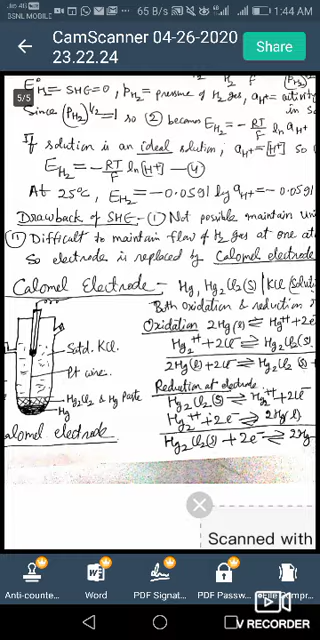 BSNL MOBILE
65 B/s
1:44 AM
CamScanner 04-26-2020
23.22.24
Share
5/5
= SHE = 0, PH2 = pressure of H2 gas, aH+ = activity
Since (PH2)^1/2 = 1 so (2) becomes EH2 = - RT/F ln aH+
If solution is an ideal solution, aH+ = [H+] so
EH2 = - RT/F ln [H+] — (4)
At 25°C, EH2 = -0.0591 log aH+ = -0.0591
Drawback of SHE - (i) Not possible maintain
(ii) Difficult to maintain flow of H2 gas at one
So electrode is replaced by Calomel electrode
Calomel Electrode - Hg, Hg2Cl2(s) | KCl (solution
Both oxidation & reduction
Oxidation 2Hg(l) ⇌ Hg2++ + 2e
Hg2++ + 2Cl- ⇌ Hg2Cl2(s)
2Hg(l) + 2Cl- ⇌ Hg2Cl2(s) +
Satd. KCl
Pt wire
Hg2Cl2 & Hg Paste
Hg
alomel electrode
Reduction at electrode
Hg2Cl2(s) ⇌ Hg2++ + 2Cl
Hg2++ + 2e- ⇌ 2Hg(l)
Hg2Cl2(s) + 2e- ⇌ 2Hg
Scanned with
Anti-counte...
Word
PDF Signat...
PDF Passw...
V RECORDER